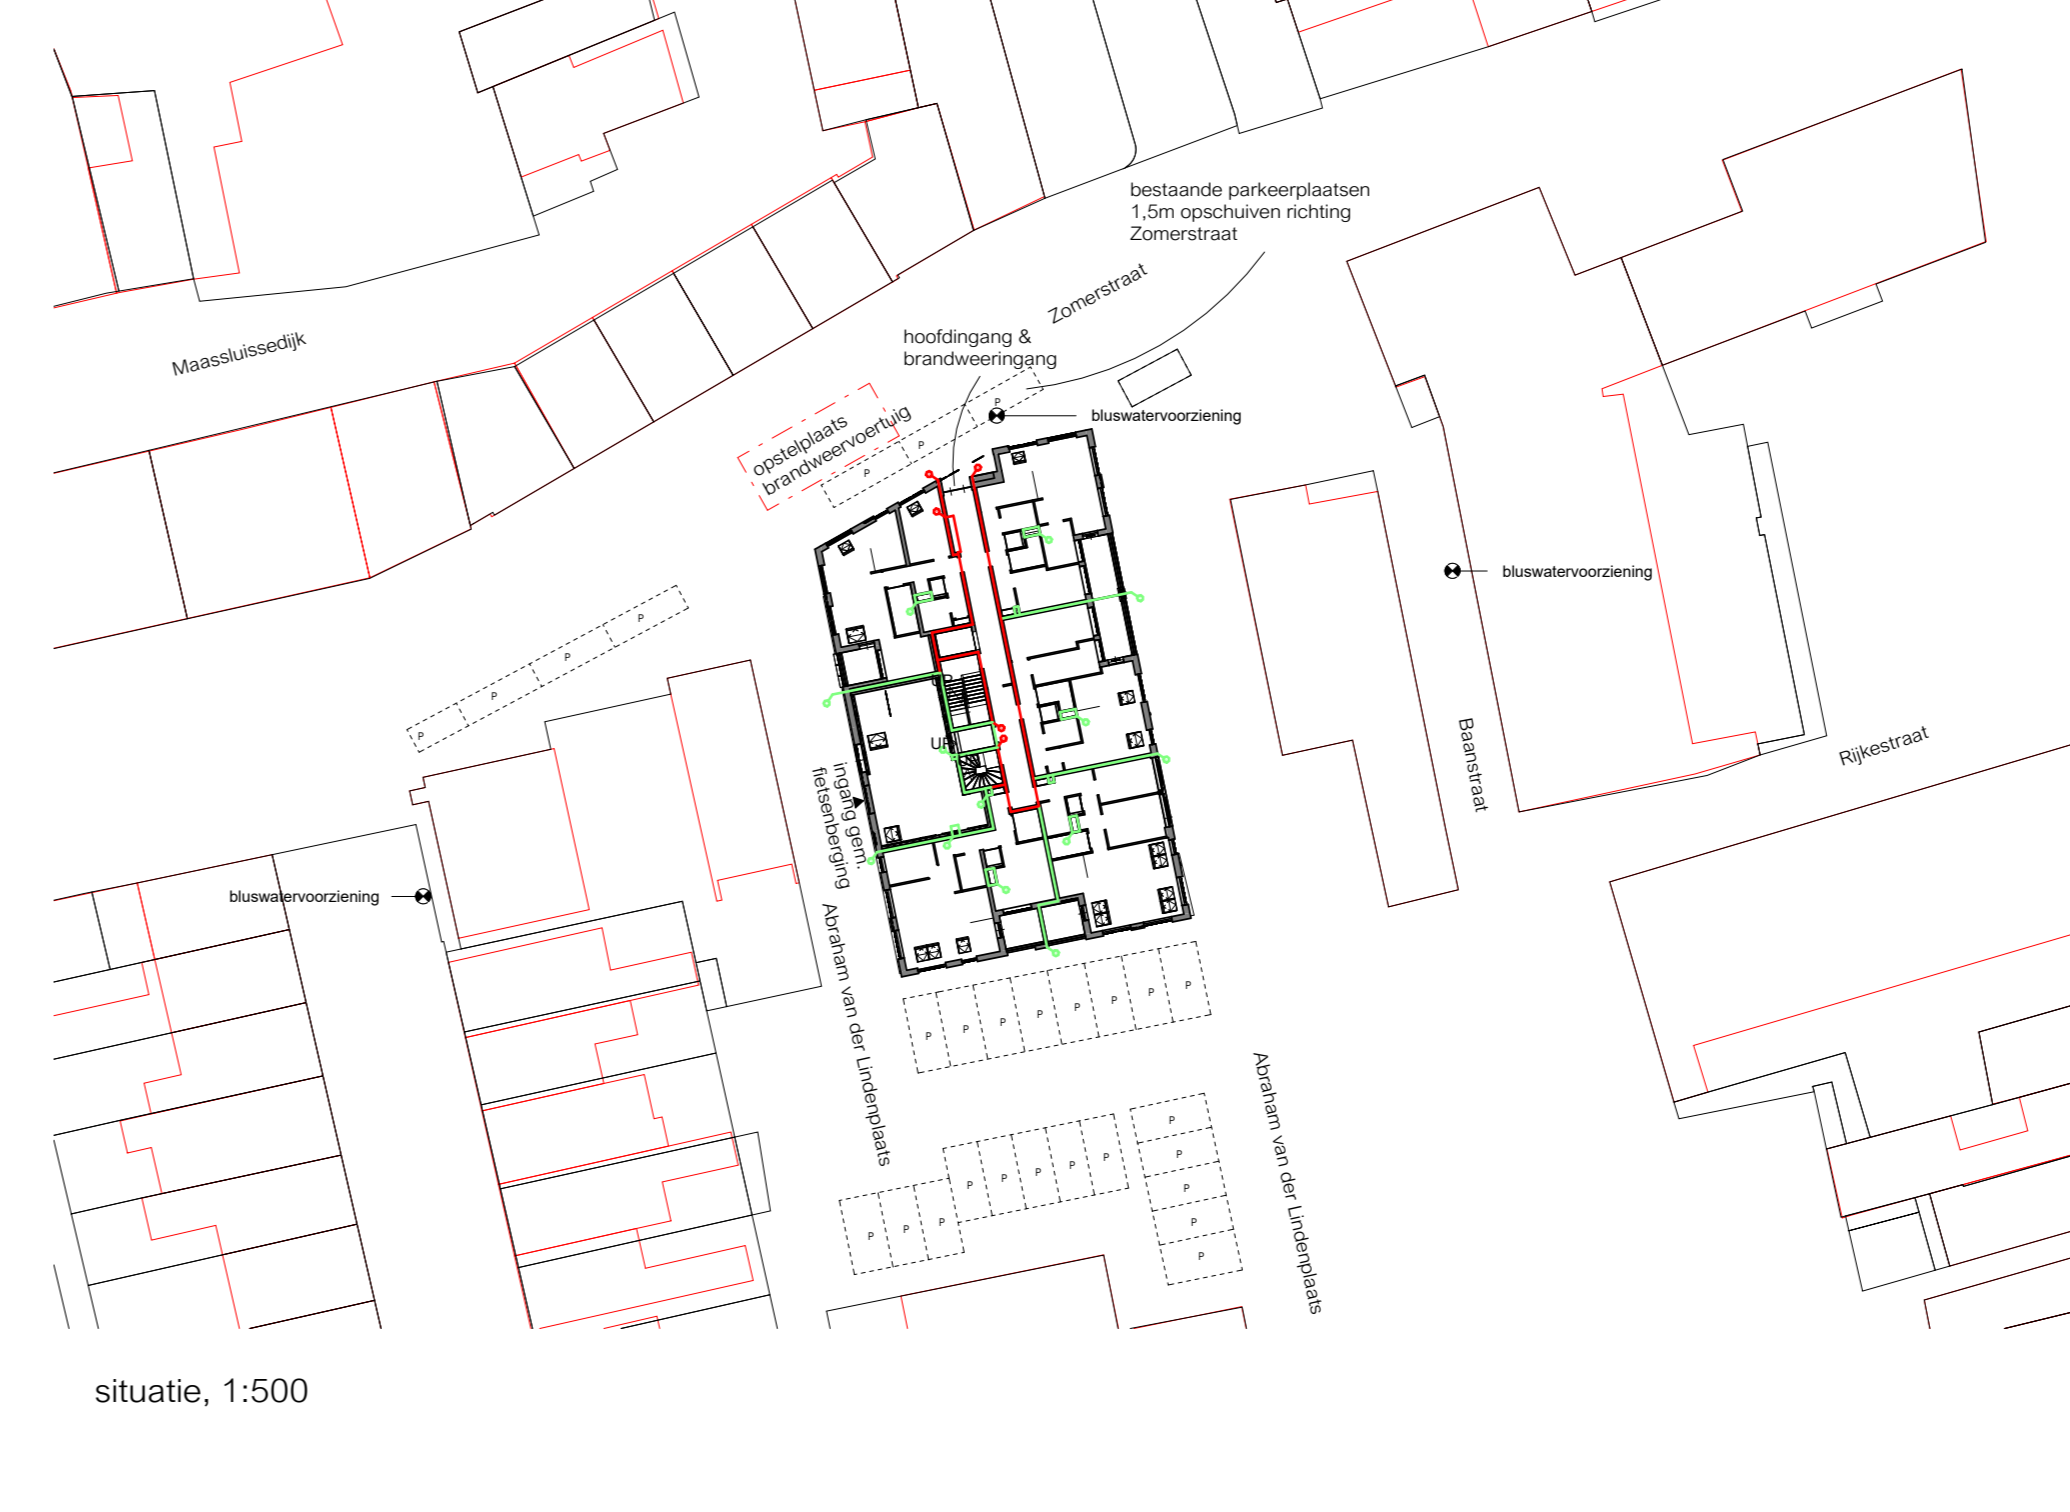 bestaande parkeerplaatsen
1,5m opschuiven richting
Zomerstraat
Zomerstraat
Maassluissedijk
hoofdingang &
brandweeringang
opstelplaats
brandweervoertuig
P
P
P
bluswatervoorziening
bluswatervoorziening
P
P
P
P
UP
ingang gem.
fietsenberging
Baanstraat
Rijkestraat
bluswatervoorziening
Abraham van der Lindenplaats
P
P
P
P
P
P
P
P
Abraham van der Lindenplaats
P
P
P
P
P
P
P
P
P
P
P
P
P
situatie, 1:500